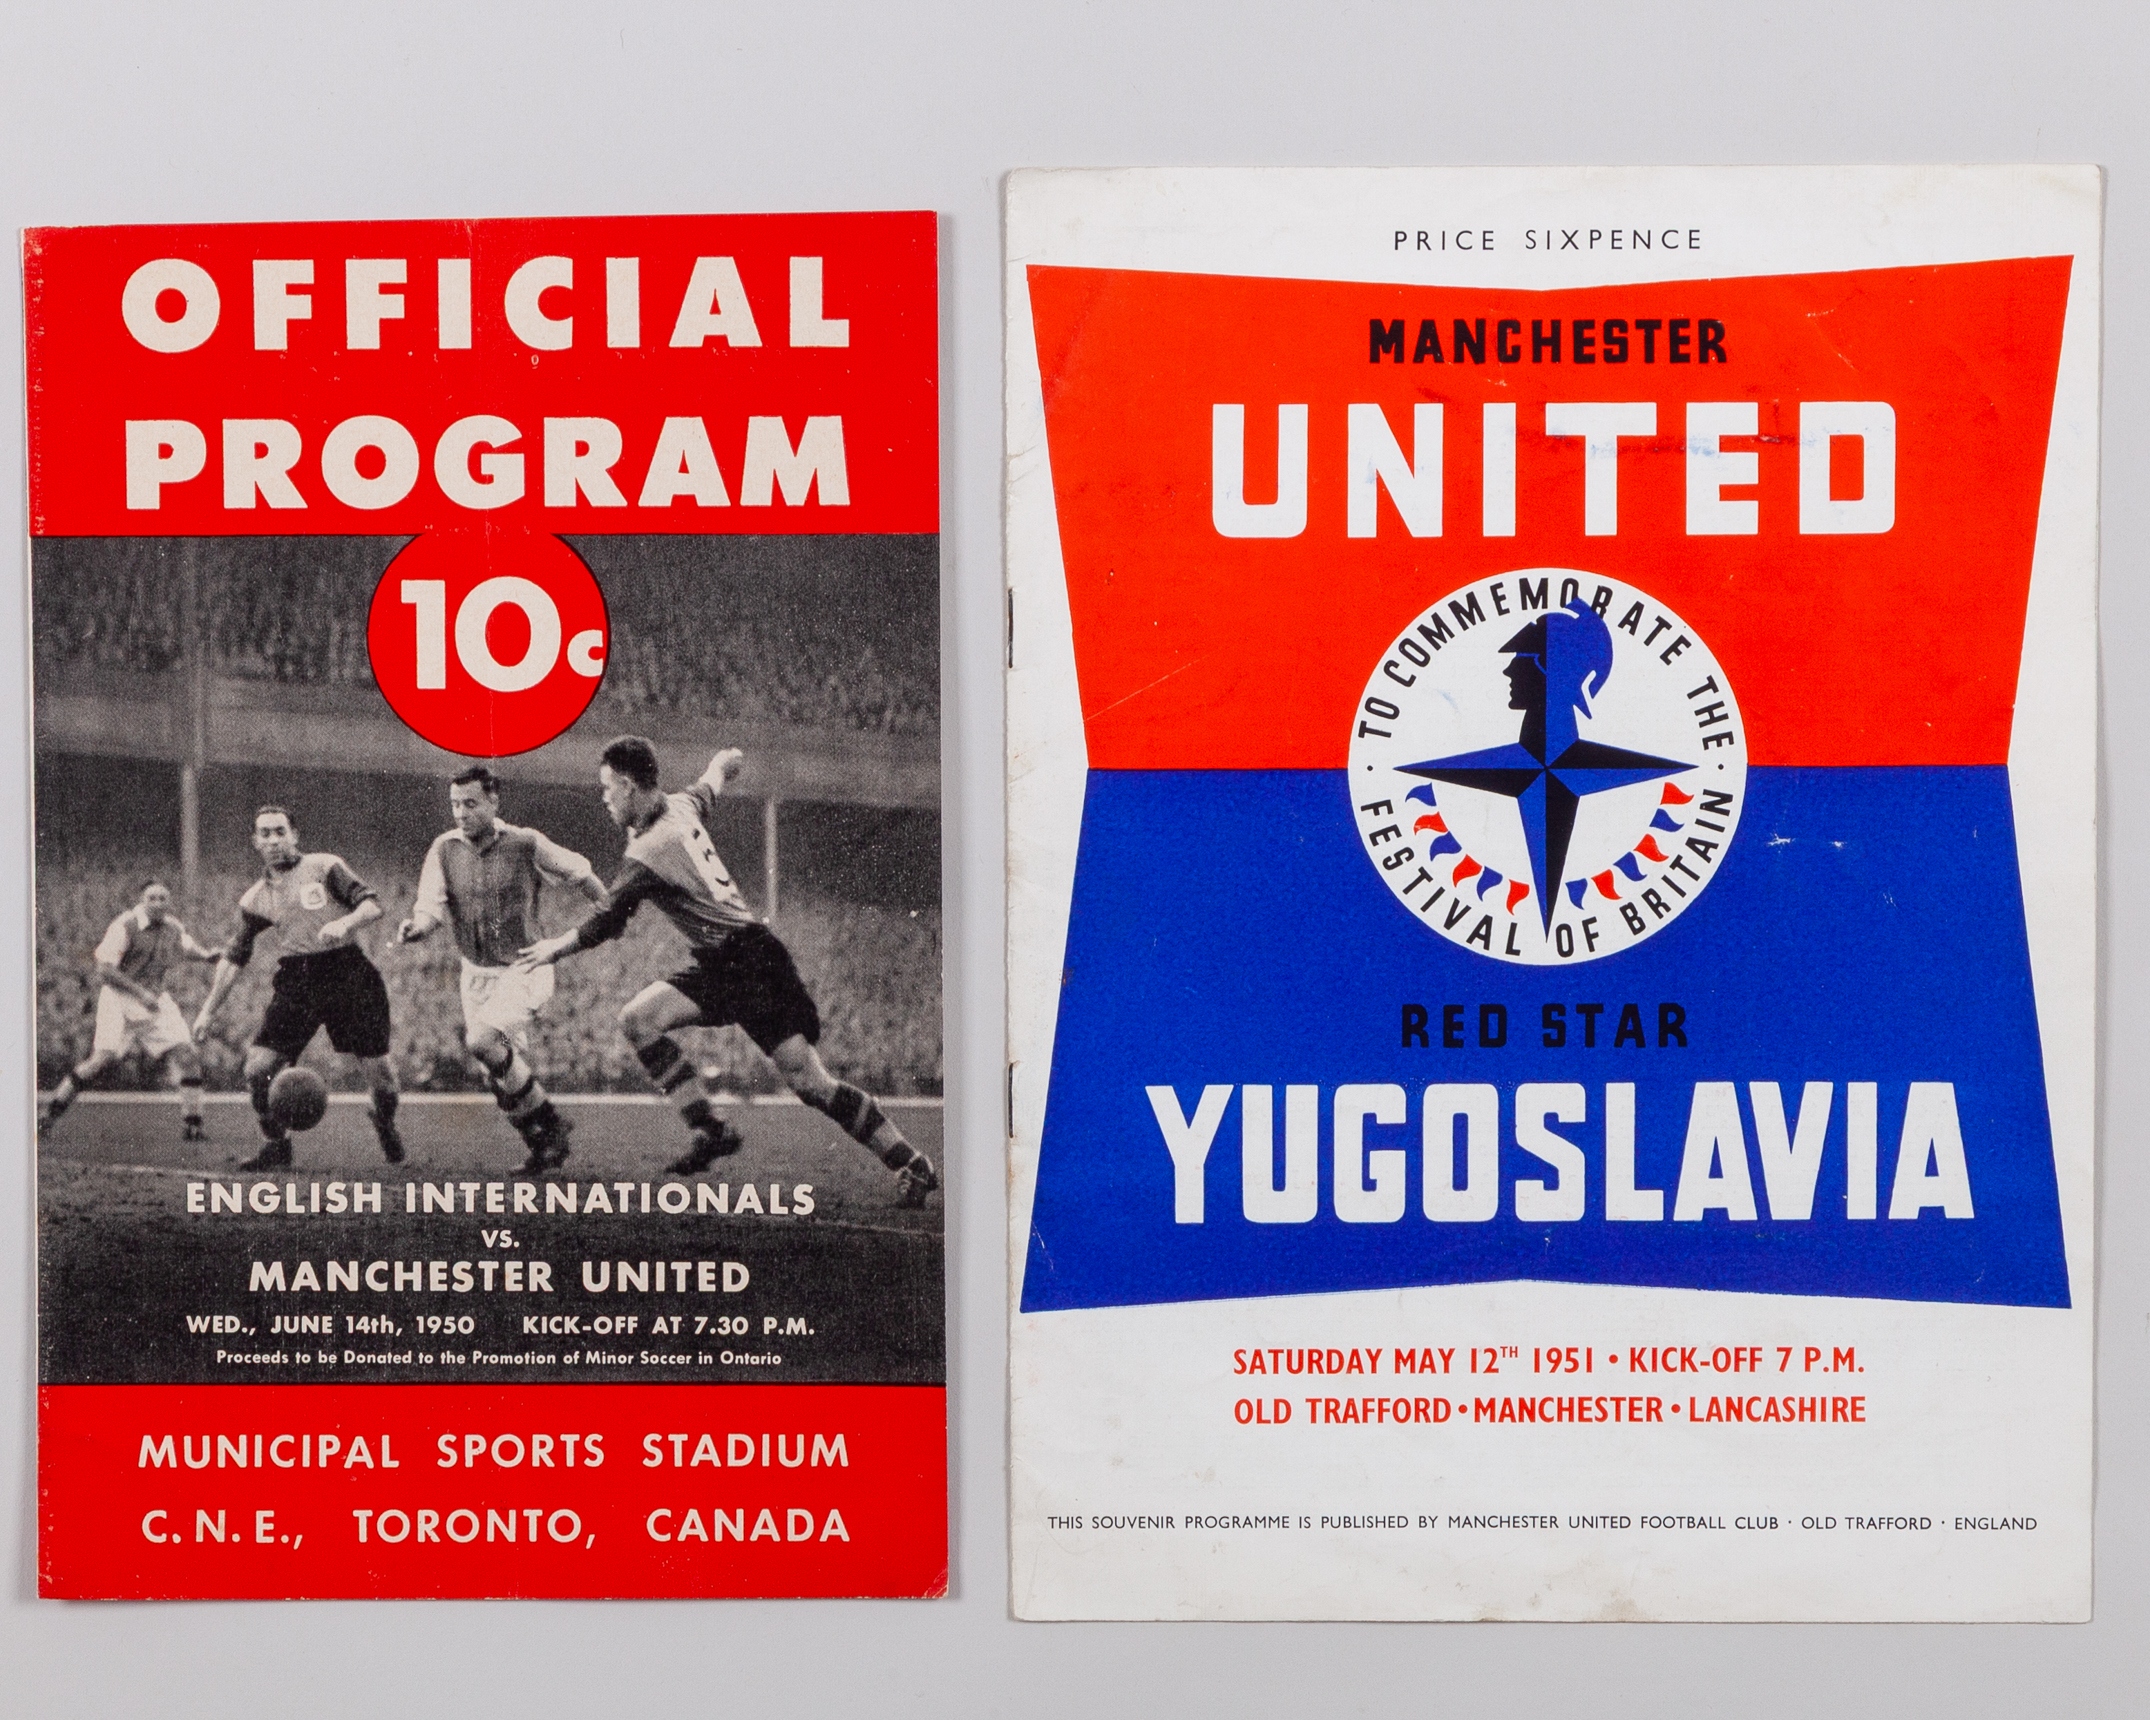 OFFICIAL
PROGRAM
10c
3
ENGLISH INTERNATIONALS
VS.
MANCHESTER UNITED
WED., JUNE 14th, 1950 KICK-OFF AT 7.30 P.M.
Proceeds to be Donated to the Promotion of Minor Soccer in Ontario
MUNICIPAL SPORTS STADIUM
C.N.E., TORONTO, CANADA
PRICE SIXPENCE
MANCHESTER
UNITED
· TO COMMEMORATE THE ·
FESTIVAL OF BRITAIN
RED STAR
YUGOSLAVIA
SATURDAY MAY 12TH 1951 • KICK-OFF 7 P.M.
OLD TRAFFORD • MANCHESTER • LANCASHIRE
THIS SOUVENIR PROGRAMME IS PUBLISHED BY MANCHESTER UNITED FOOTBALL CLUB · OLD TRAFFORD · ENGLAND